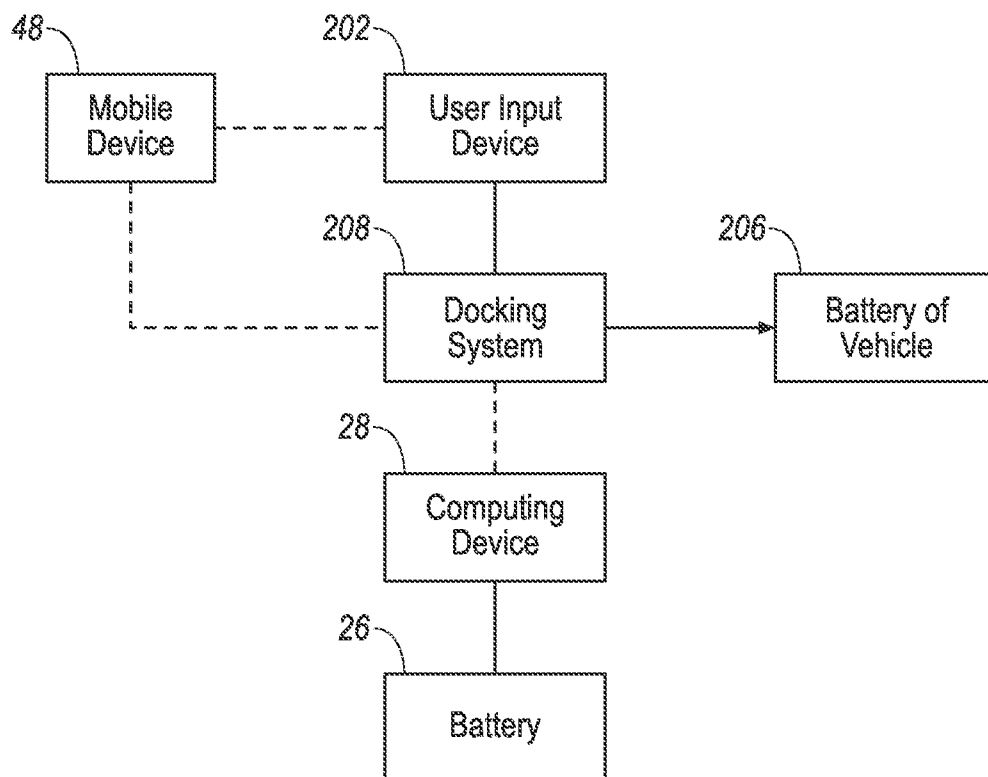 48
202
Mobile
Device
User Input
Device
208
206
Docking
System
Battery of
Vehicle
28
Computing
Device
26
Battery